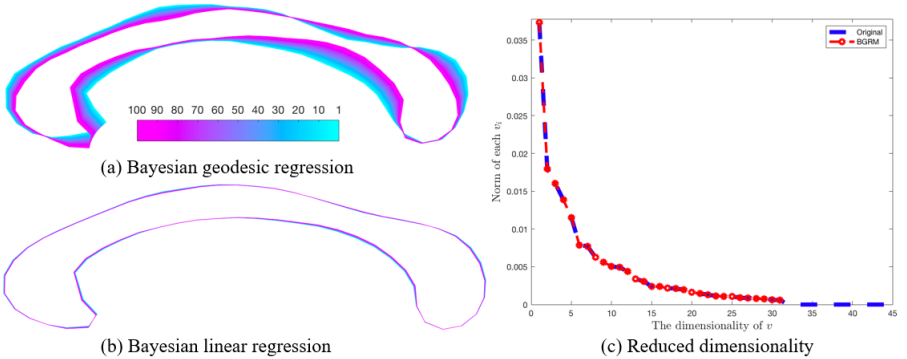 100 90 80 70 60 50 40 30 20 10 1
(a) Bayesian geodesic regression
(b) Bayesian linear regression
Original
BGRM
Norm of each v_i
0.035
0.03
0.025
0.02
0.015
0.01
0.005
0
0 5 10 15 20 25 30 35 40 45
The dimensionality of v
(c) Reduced dimensionality